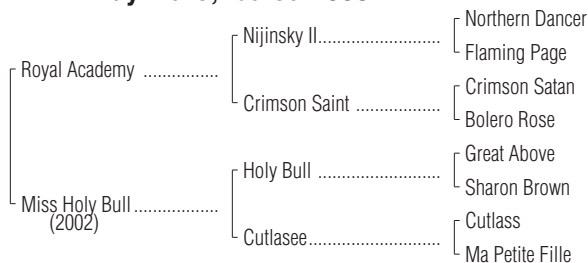 Northern Dancer
Nijinsky II
Flaming Page
Royal Academy
Crimson Satan
Crimson Saint
Bolero Rose
Great Above
Holy Bull
Sharon Brown
Miss Holy Bull
(2002)
Cutlass
Cutlasee
Ma Petite Fille